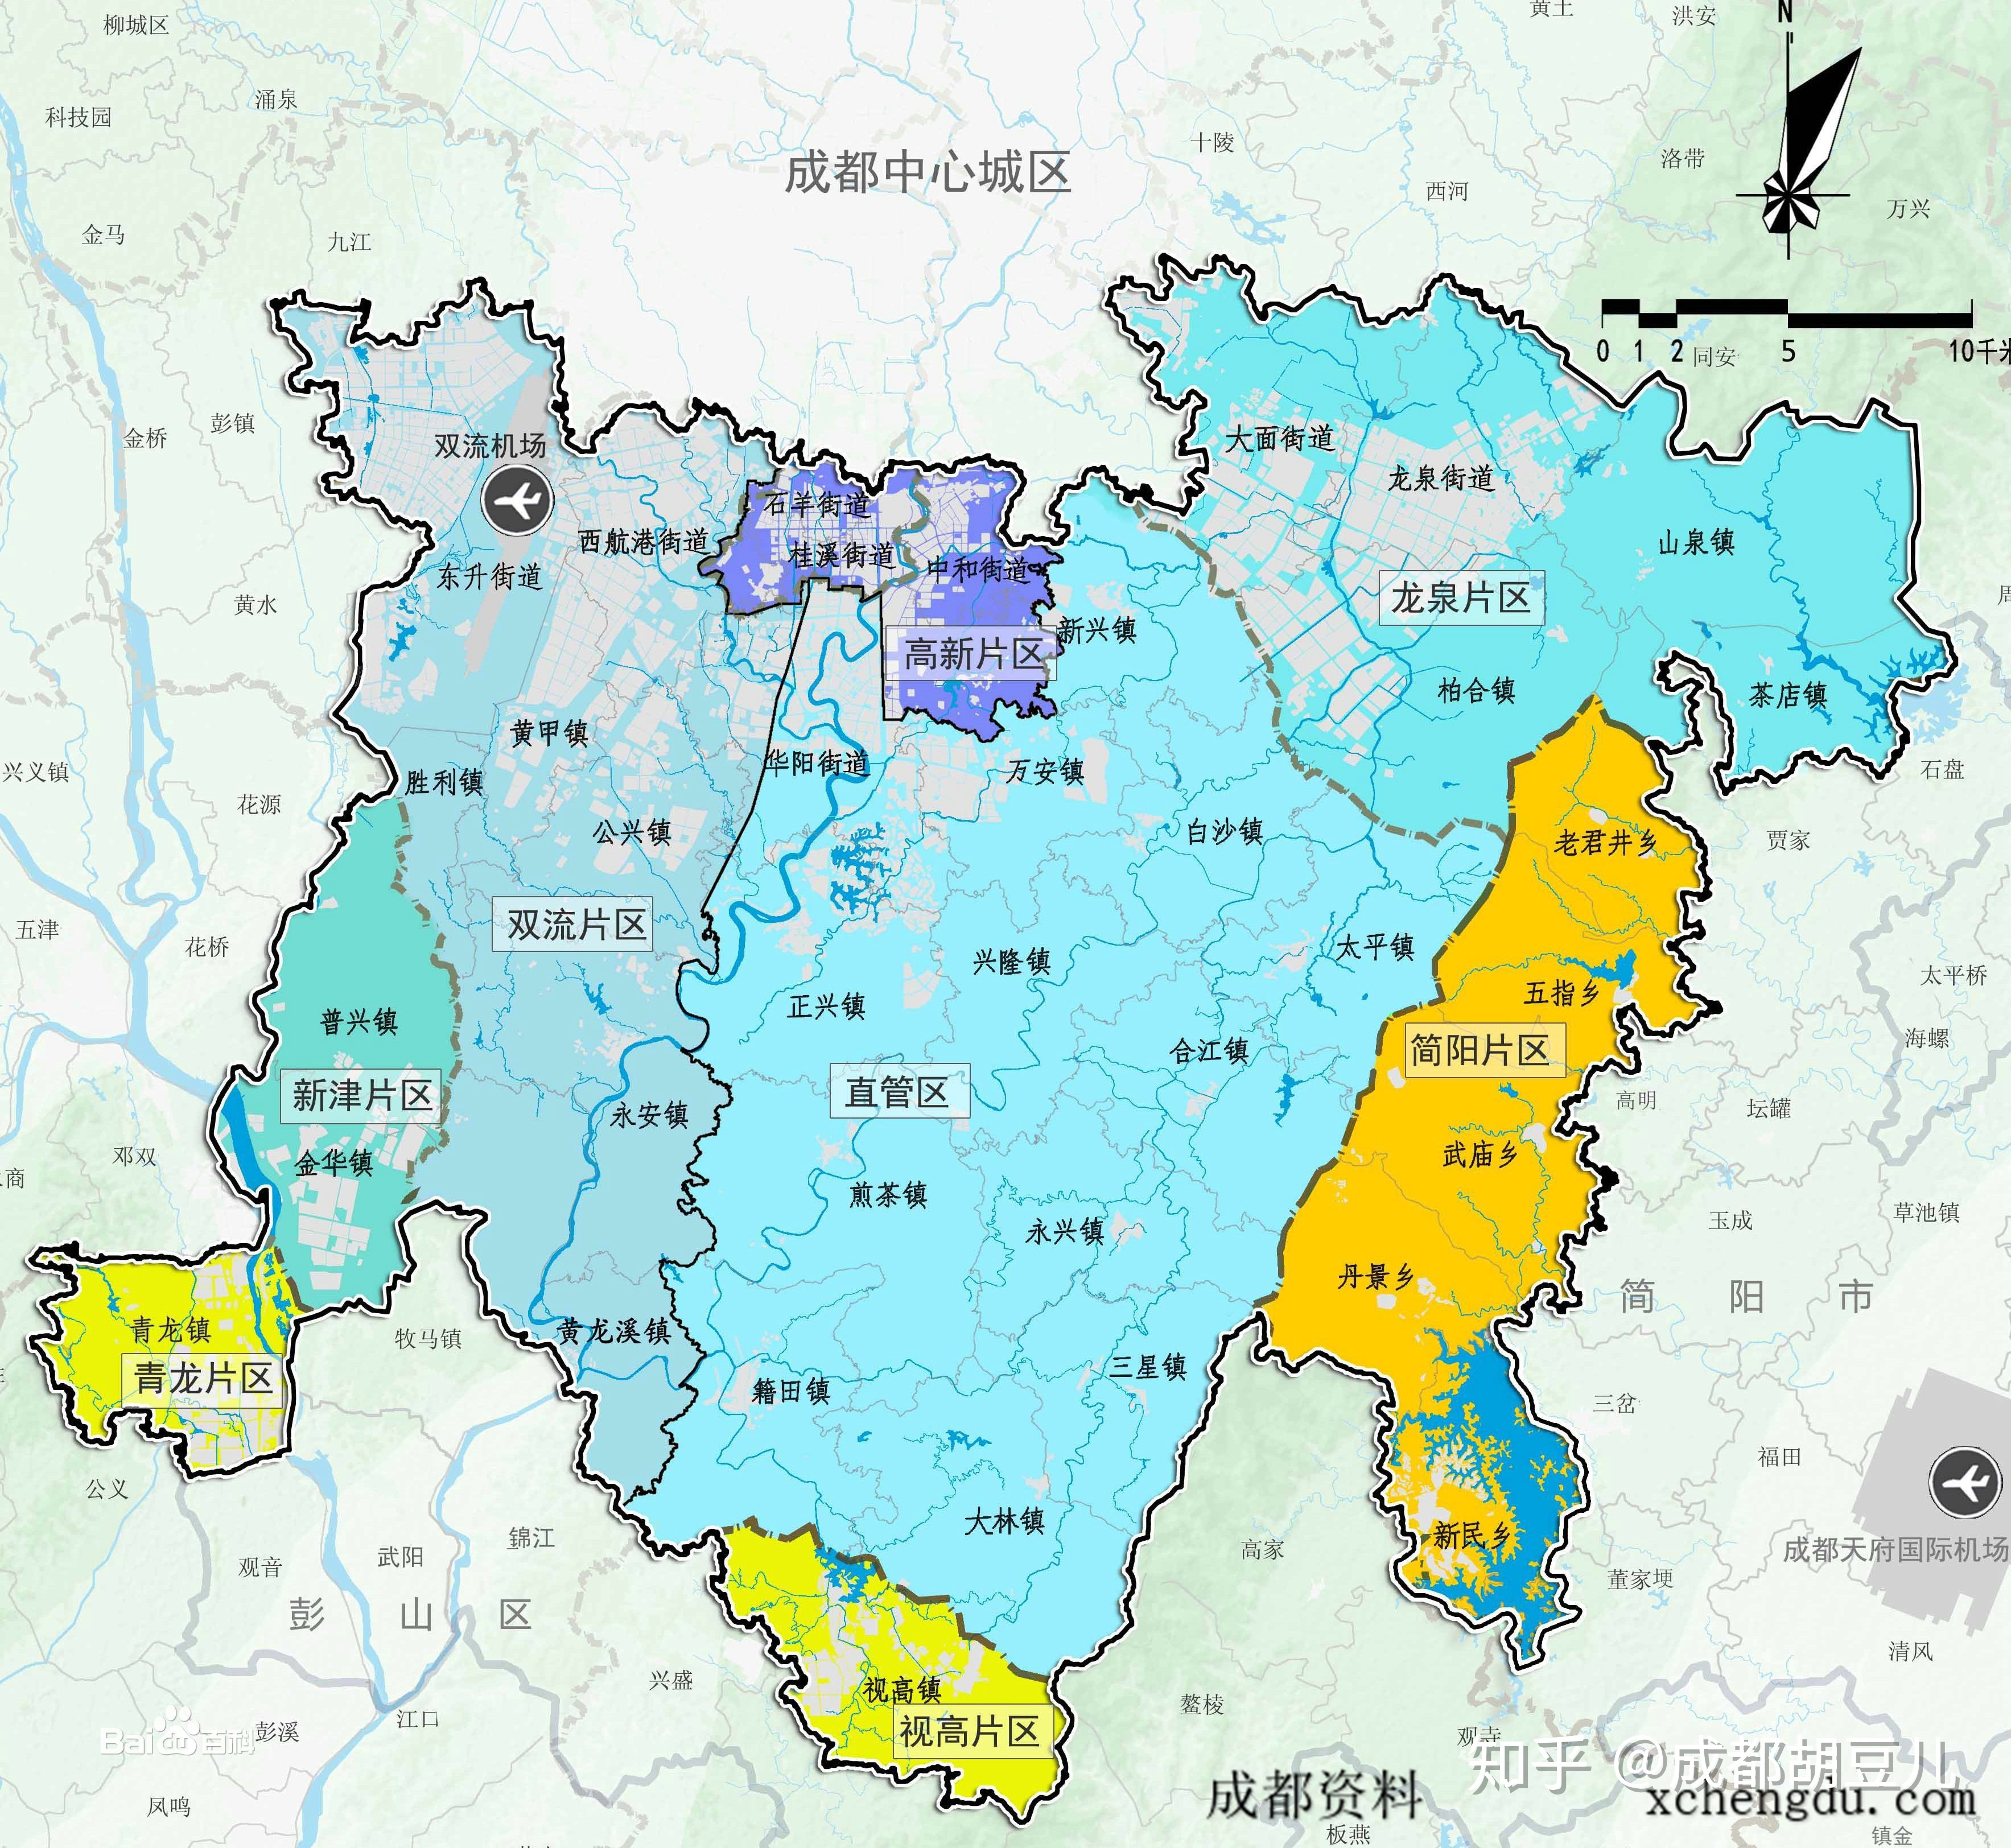 柳城区
黄土
洪安
N
涌泉
科技园
十陵
洛带
成都中心城区
西河
万兴
金马
九江
0 1 2 5 10千米
同安
彭镇
金桥
双流机场
大面街道
龙泉街道
石羊街道
西航港街道
桂溪街道
中和街道
山泉镇
东升街道
黄水
龙泉片区
新兴镇
高新片区
柏合镇
茶店镇
黄甲镇
华阳街道
万安镇
兴义镇
胜利镇
石盘
花源
公兴镇
白沙镇
老君井乡
贾家
双流片区
五津
花桥
太平镇
兴隆镇
太平桥
五指乡
正兴镇
普兴镇
海螺
合江镇
简阳片区
新津片区
直管区
永安镇
高明
坛罐
邓双
商
金华镇
武庙乡
煎茶镇
永兴镇
玉成
草池镇
丹景乡
简阳市
青龙镇
牧马镇
黄龙溪镇
青龙片区
三星镇
籍田镇
三岔
福田
公义
大林镇
锦江
新民乡
武阳
观音
高家
成都天府国际机场
董家埂
彭山区
清风
兴盛
视高镇
鳌棱
江口
视高片区
Bai百科
彭溪
观寺
知乎 @成都胡豆儿
成都资料
xchengdu.com
凤鸣
板燕
镇金